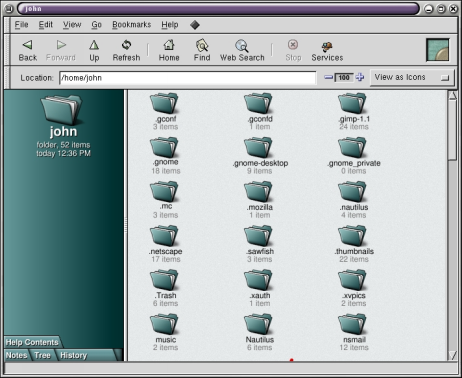 john
File Edit View Go Bookmarks Help
Back Forward Up Refresh Home Find Web Search Stop Services
Location: /home/john 100 View as Icons
john
folder, 52 items
today 12:36 PM
.gconf .gconfd .gimp-1.1
3 items 1 item 24 items
.gnome .gnome-desktop .gnome_private
18 items 9 items 0 items
.mc .mozilla .nautilus
3 items 1 item 4 items
.netscape .sawfish .thumbnails
17 items 3 items 22 items
.Trash .xauth .xvpics
6 items 1 item 2 items
music Nautilus nsmail
2 items 6 items 12 items
Help Contents
Notes Tree History